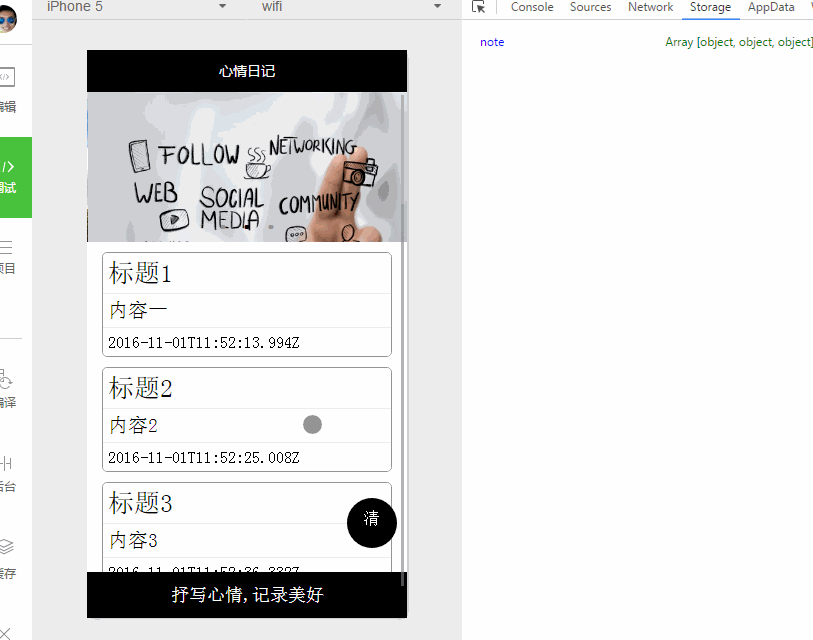 iPhone 5 wifi Console Sources Network Storage AppData
note Array [object, object, object]
心情日记
FOLLOW NETWORKING
WEB SOCIAL MEDIA COMMUNITY
标题1
内容一
2016-11-01T11:52:13.994Z
标题2
内容2
2016-11-01T11:52:25.008Z
标题3
内容3
清
抒写心情,记录美好
编辑
调试
项目
编译
后台
缓存